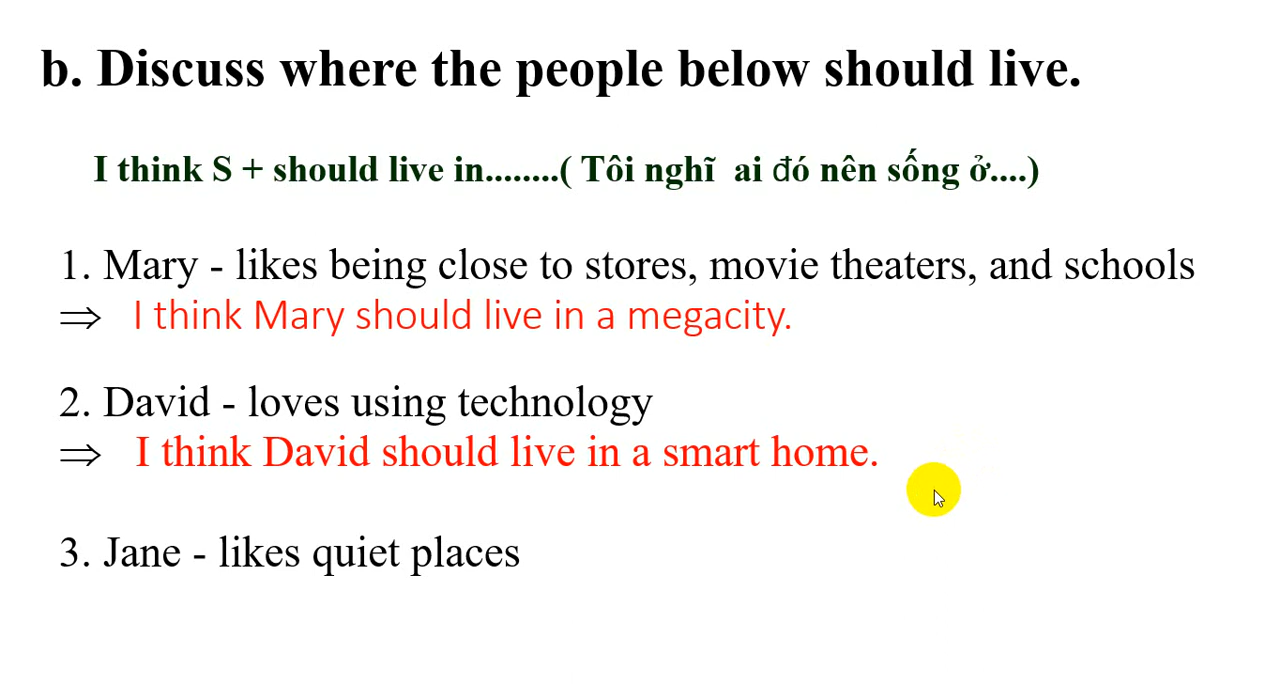 b. Discuss where the people below should live.
I think S + should live in........( Tôi nghĩ ai đó nên sống ở....)
1. Mary - likes being close to stores, movie theaters, and schools
⇒ I think Mary should live in a megacity.
2. David - loves using technology
⇒ I think David should live in a smart home.
3. Jane - likes quiet places